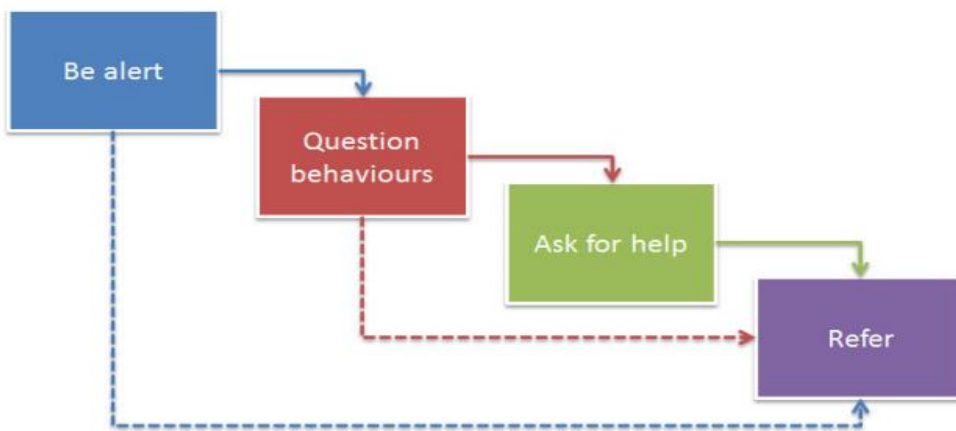 Be alert
Question
behaviours
Ask for help
Refer